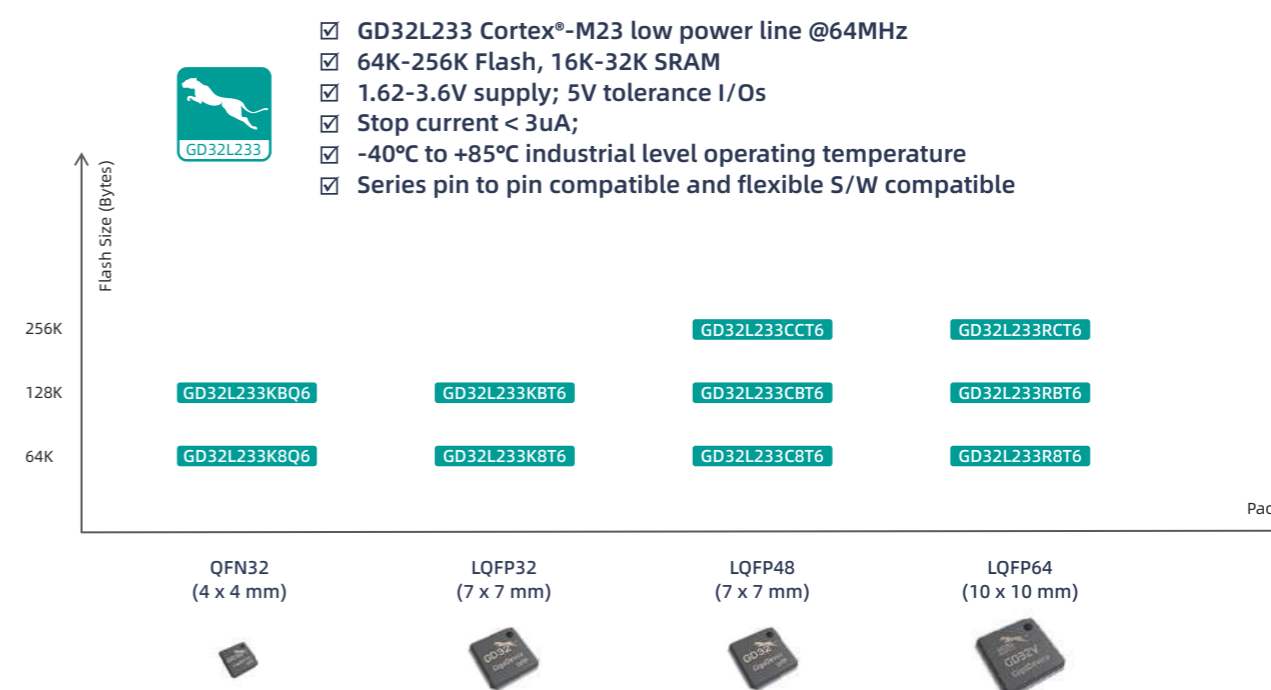 GD32L233 Cortex®-M23 low power line @64MHz
64K-256K Flash, 16K-32K SRAM
1.62-3.6V supply; 5V tolerance I/Os
Stop current < 3uA;
-40℃ to +85℃ industrial level operating temperature
Series pin to pin compatible and flexible S/W compatible
GD32L233
Flash Size (Bytes)
256K
GD32L233CCT6
GD32L233RCT6
128K
GD32L233KBQ6
GD32L233KBT6
GD32L233CBT6
GD32L233RBT6
64K
GD32L233K8Q6
GD32L233K8T6
GD32L233C8T6
GD32L233R8T6
QFN32
(4 x 4 mm)
LQFP32
(7 x 7 mm)
LQFP48
(7 x 7 mm)
LQFP64
(10 x 10 mm)
GD32
GigaDevice
GD32
GigaDevice
GD32V
GigaDevice